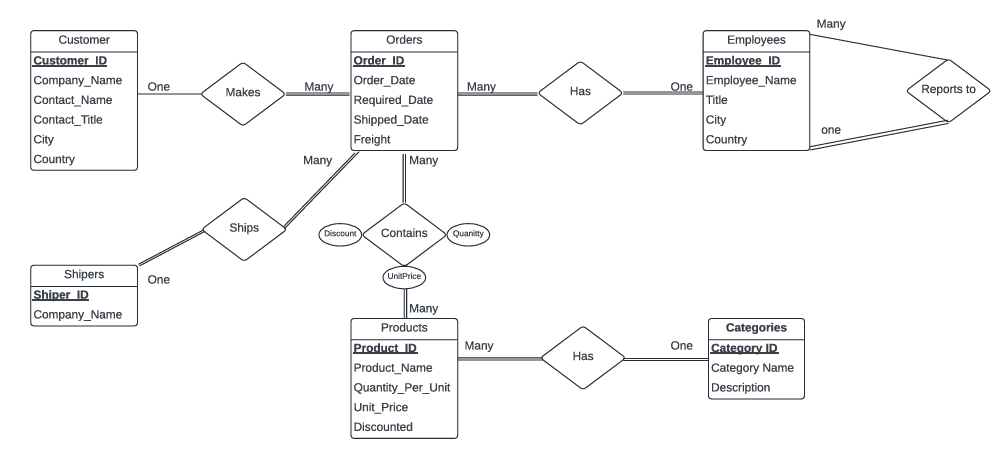 Customer
Customer_ID
Company_Name
Contact_Name
Contact_Title
City
Country
One
Makes
Many
Orders
Order_ID
Order_Date
Required_Date
Shipped_Date
Freight
Many
Has
One
Employees
Employee_ID
Employee_Name
Title
City
Country
Many
Reports to
one
Many
Ships
One
Shipers
Shiper_ID
Company_Name
Many
Discount
Contains
Quanitty
UnitPrice
Many
Products
Product_ID
Product_Name
Quantity_Per_Unit
Unit_Price
Discounted
Many
Has
One
Categories
Category ID
Category Name
Description